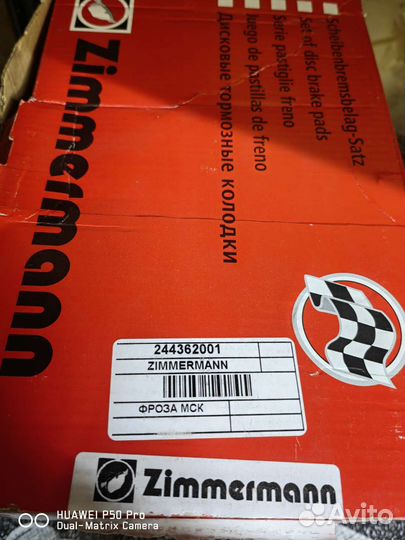 Zimmermann
Scheibenbremsbelag-Satz
Set of disc brake pads
Serie pastiglie freno
Juego de pastillas de freno
Дисковые тормозные колодки
244362001
ZIMMERMANN
ФРОЗА МСК
Zimmermann
HUAWEI P50 Pro
Dual-Matrix Camera
Avito